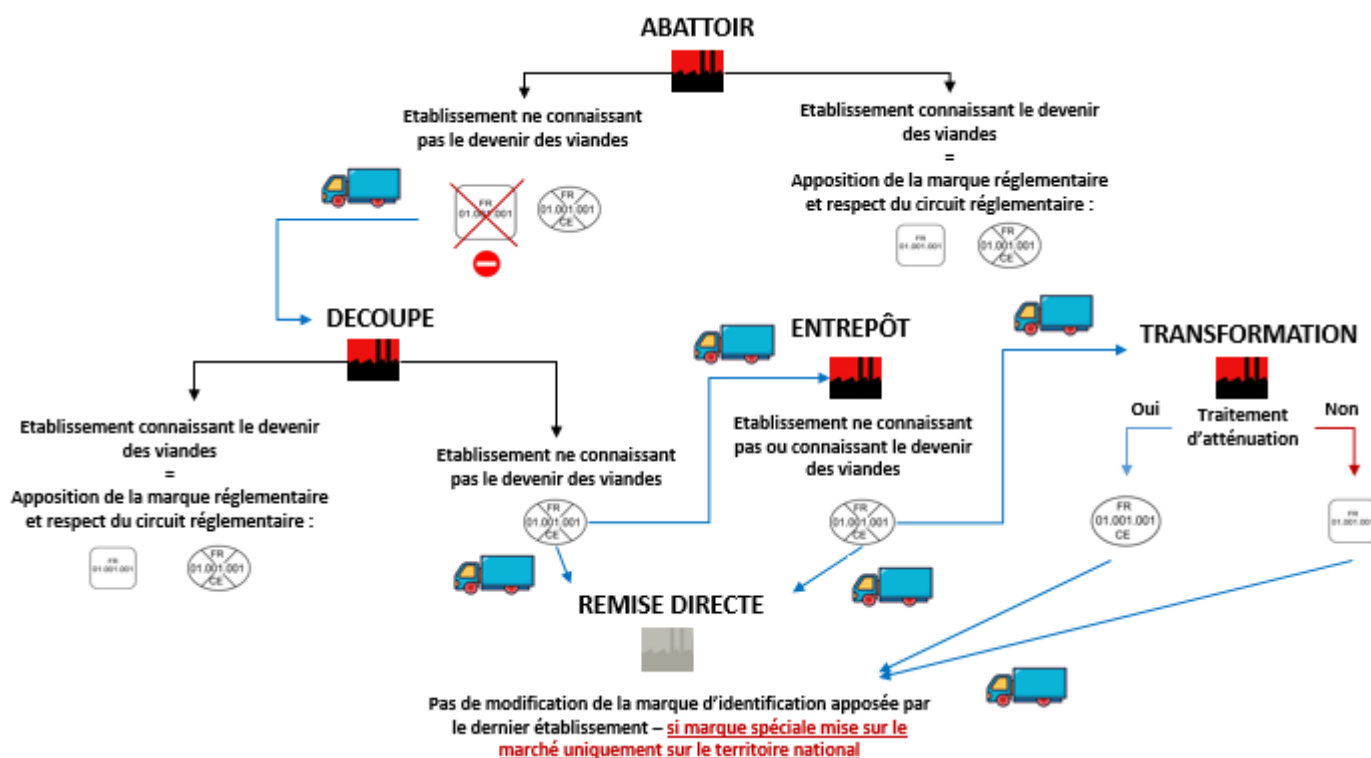 ABATTOIR
Etablissement ne connaissant
pas le devenir des viandes
Etablissement connaissant le devenir
des viandes
=
Apposition de la marque réglementaire
et respect du circuit réglementaire :
FR
01.001.001
FR
01.001.001
CE
FR
01.001.001
FR
01.001.001
CE
DECOUPE
ENTREPÔT
TRANSFORMATION
Etablissement connaissant le devenir
des viandes
=
Apposition de la marque réglementaire
et respect du circuit réglementaire :
FR
01.001.001
FR
01.001.001
CE
Etablissement ne connaissant
pas le devenir des viandes
FR
01.001.001
CE
Etablissement ne connaissant
pas ou connaissant le devenir
des viandes
FR
01.001.001
CE
Oui
Traitement
d'atténuation
Non
FR
01.001.001
CE
FR
01.001.001
REMISE DIRECTE
Pas de modification de la marque d'identification apposée par
le dernier établissement – si marque spéciale mise sur le
marché uniquement sur le territoire national